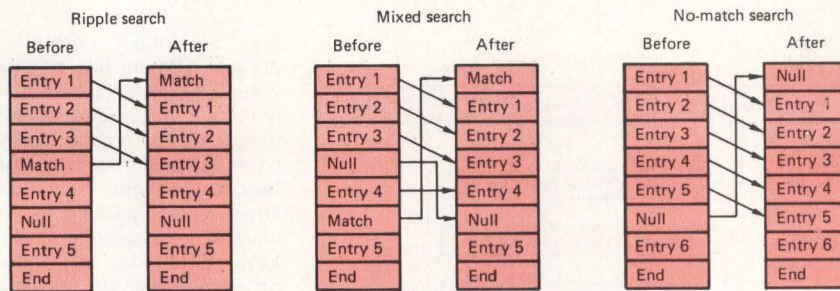 Ripple search
Before
After
Entry 1
Entry 2
Entry 3
Match
Entry 4
Null
Entry 5
End
Match
Entry 1
Entry 2
Entry 3
Entry 4
Null
Entry 5
End
Mixed search
Before
After
Entry 1
Entry 2
Entry 3
Null
Entry 4
Match
Entry 5
End
Match
Entry 1
Entry 2
Entry 3
Entry 4
Null
Entry 5
End
No-match search
Before
After
Entry 1
Entry 2
Entry 3
Entry 4
Entry 5
Null
Entry 6
End
Null
Entry 1
Entry 2
Entry 3
Entry 4
Entry 5
Entry 6
End